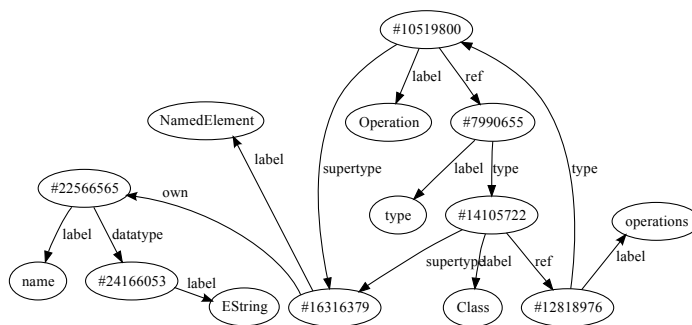 #10519800
label
ref
NamedElement
Operation
#7990655
label
supertype
label
type
type
#22566565
own
type
#14105722
operations
label
datatype
supertype
label
ref
label
name
#24166053
label
EString
#16316379
Class
#12818976